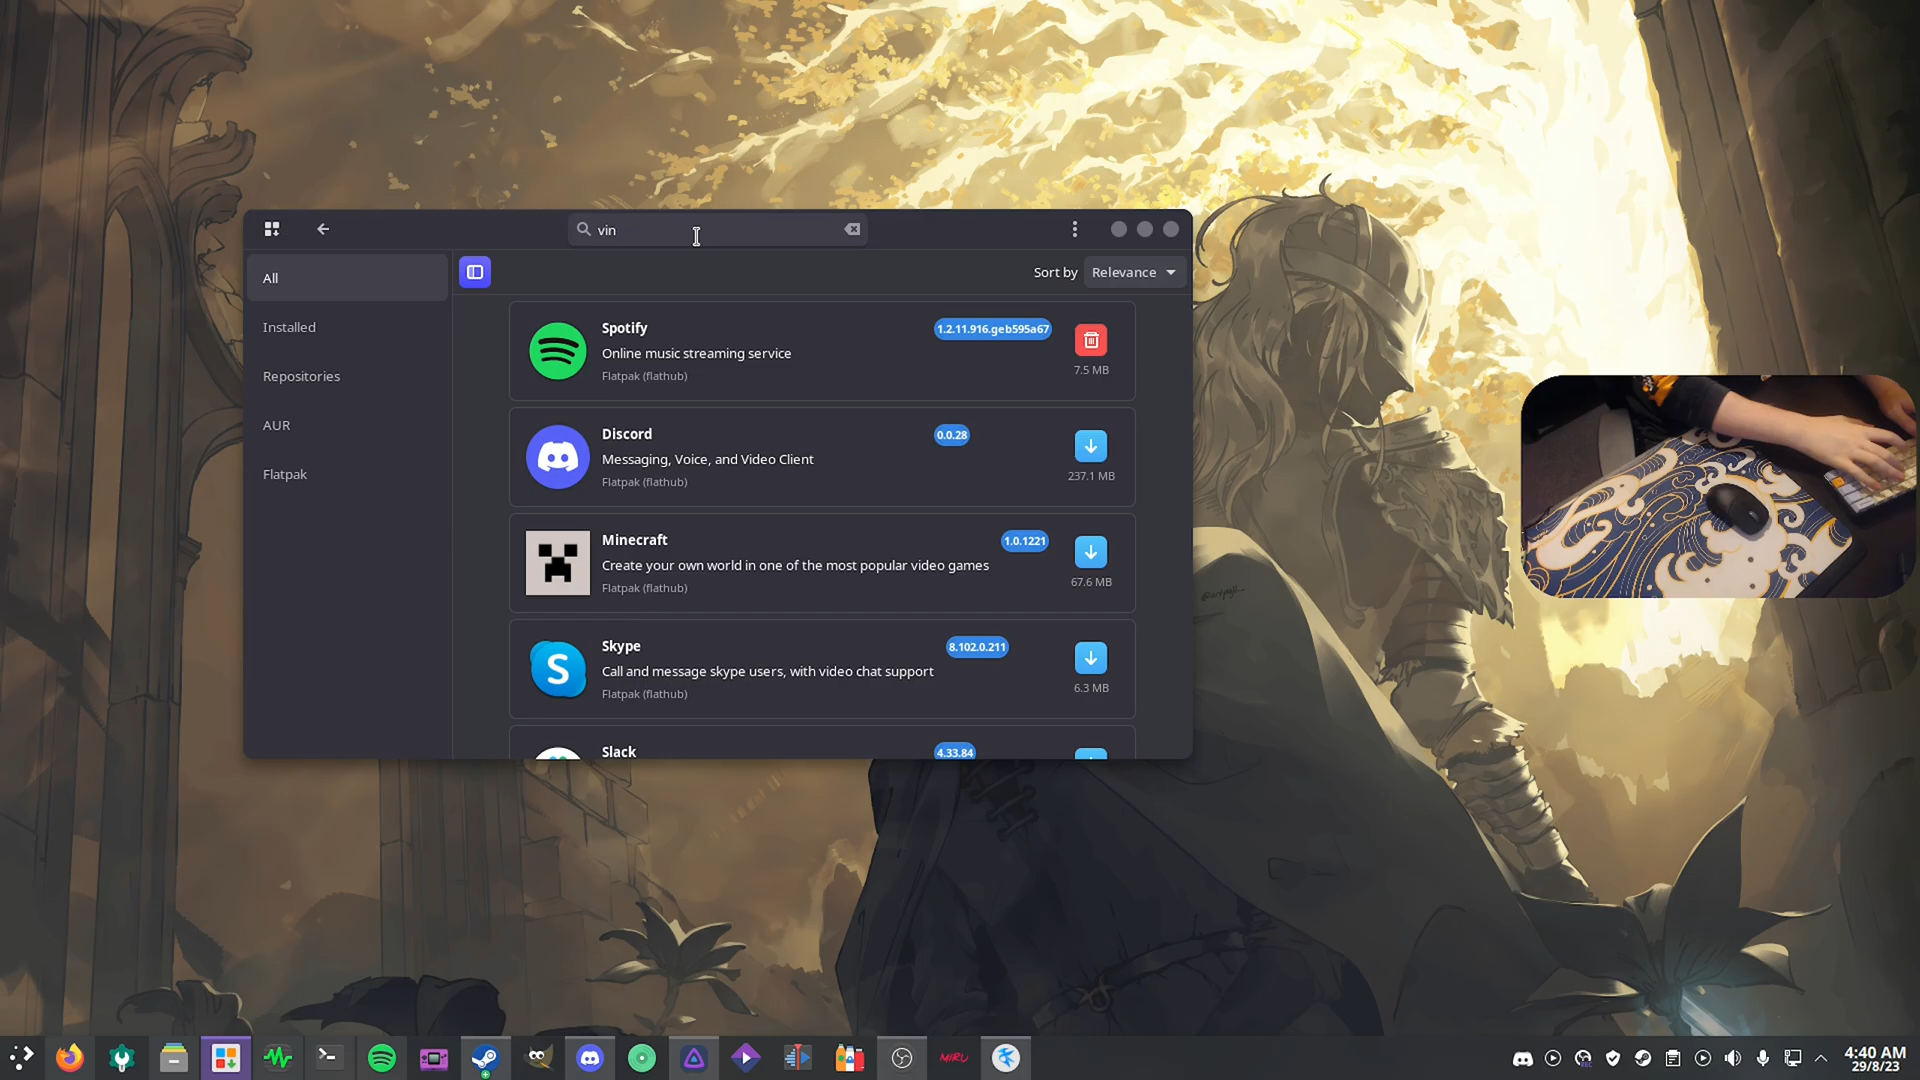 vin
Sort by Relevance
All
Installed
Repositories
AUR
Flatpak
Spotify
1.2.11.916.geb595a67
Online music streaming service
Flatpak (flathub)
7.5 MB
Discord
0.0.28
Messaging, Voice, and Video Client
Flatpak (flathub)
237.1 MB
Minecraft
1.0.1221
Create your own world in one of the most popular video games
Flatpak (flathub)
67.6 MB
Skype
8.102.0.211
Call and message skype users, with video chat support
Flatpak (flathub)
6.3 MB
Slack
4.33.84
MIRU
4:40 AM
29/8/23